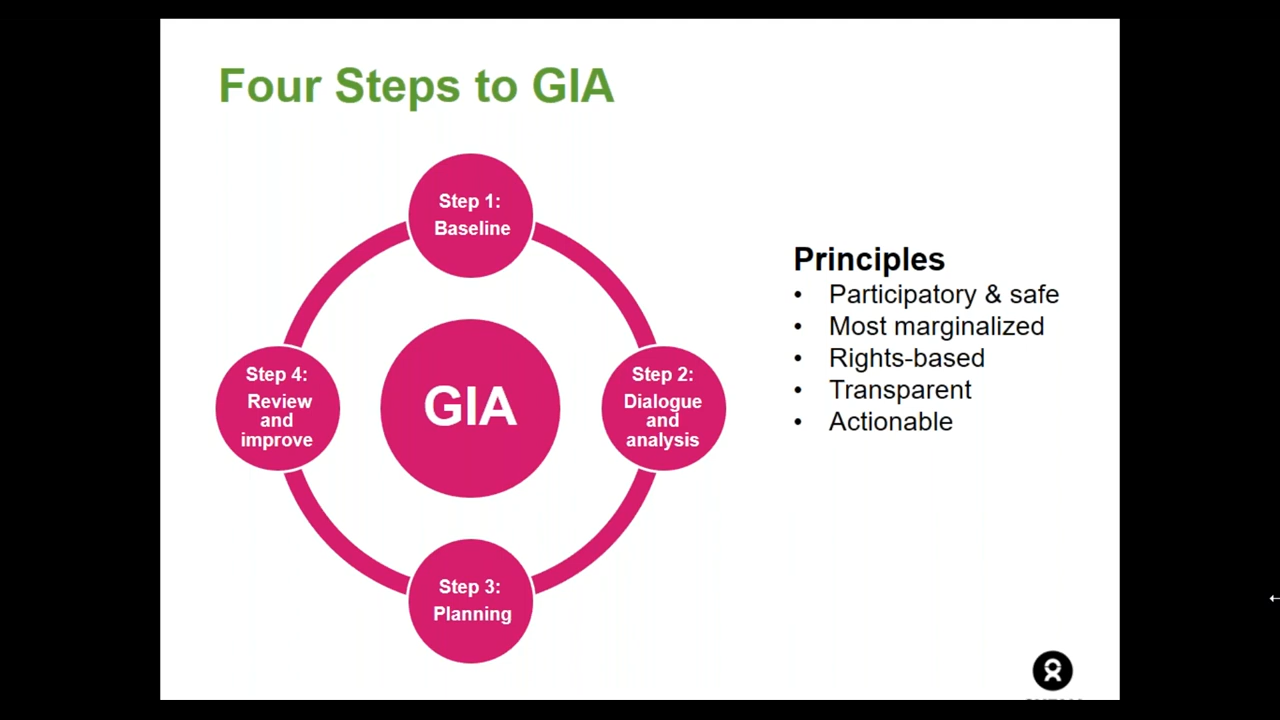 Four Steps to GIA
Step 1:
Baseline
Step 2:
Dialogue
and
analysis
Step 3:
Planning
Step 4:
Review
and
improve
GIA
Principles
• Participatory & safe
• Most marginalized
• Rights-based
• Transparent
• Actionable